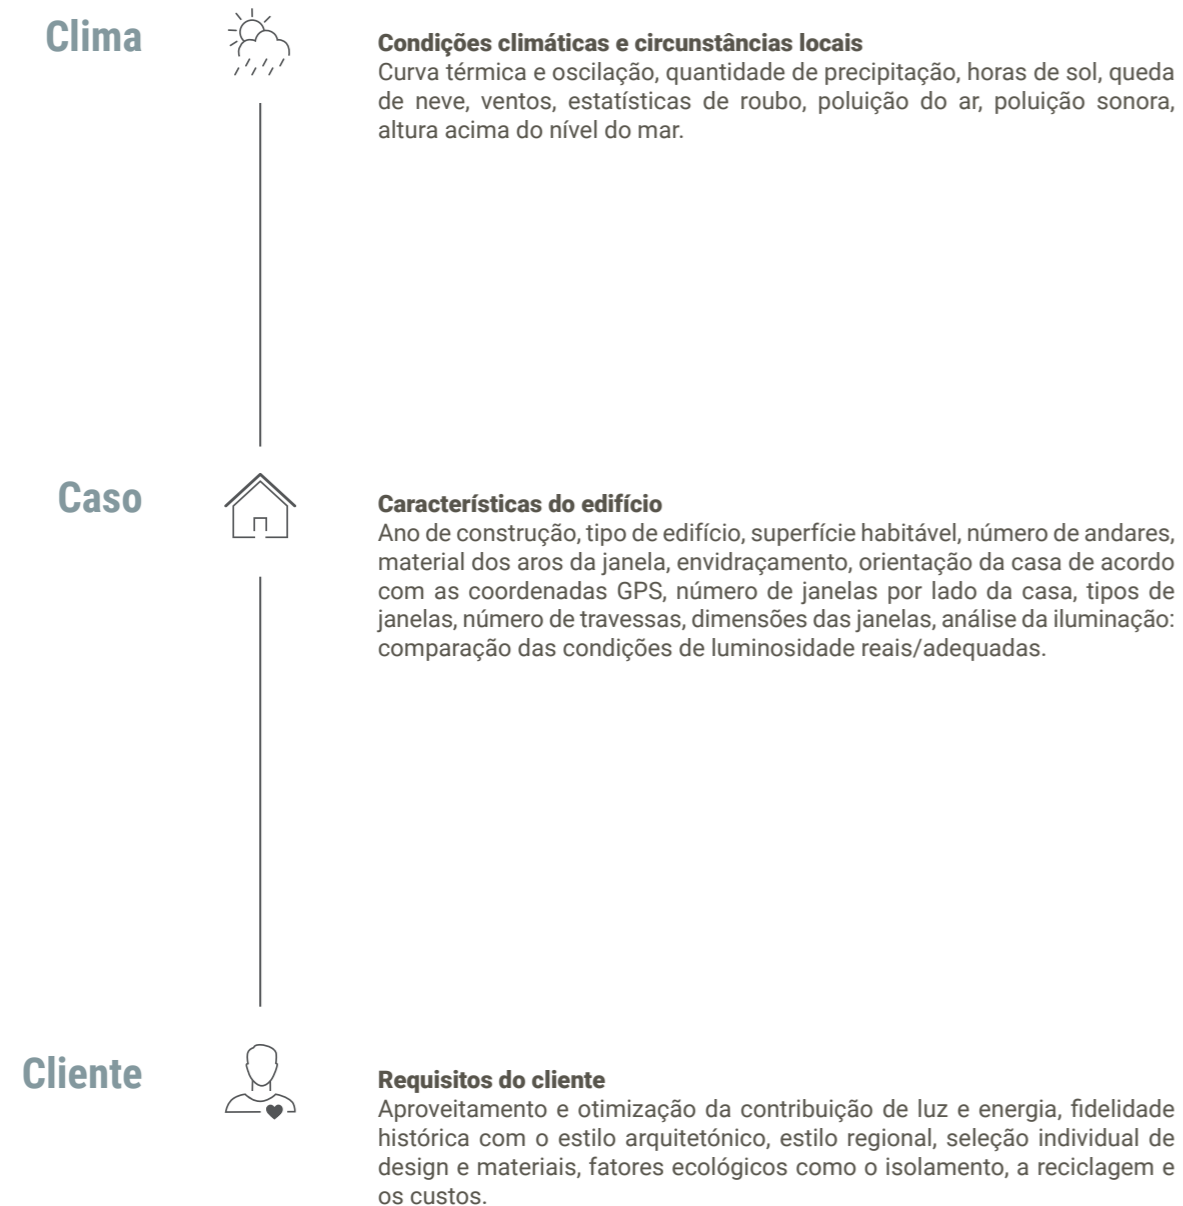 Clima
Condições climáticas e circunstâncias locais
Curva térmica e oscilação, quantidade de precipitação, horas de sol, queda
de neve, ventos, estatísticas de roubo, poluição do ar, poluição sonora,
altura acima do nível do mar.
Caso
Características do edifício
Ano de construção, tipo de edifício, superfície habitável, número de andares,
material dos aros da janela, envidraçamento, orientação da casa de acordo
com as coordenadas GPS, número de janelas por lado da casa, tipos de
janelas, número de travessas, dimensões das janelas, análise da iluminação:
comparação das condições de luminosidade reais/adequadas.
Cliente
Requisitos do cliente
Aproveitamento e otimização da contribuição de luz e energia, fidelidade
histórica com o estilo arquitetónico, estilo regional, seleção individual de
design e materiais, fatores ecológicos como o isolamento, a reciclagem e
os custos.